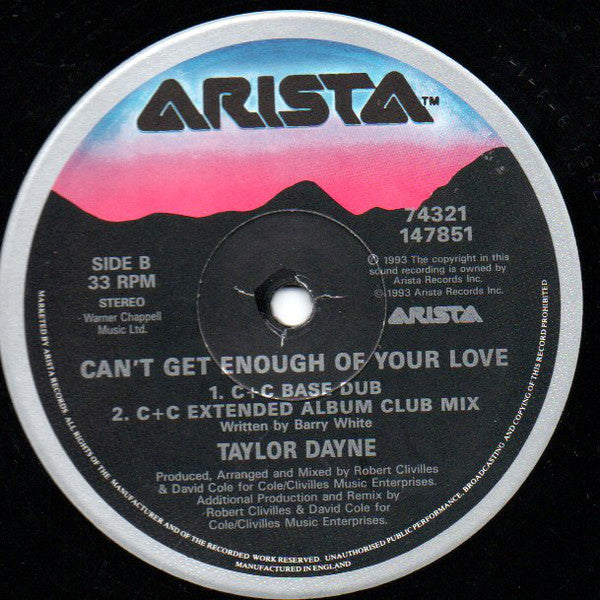 ARISTA™
74321
147851
SIDE B
33 RPM
STEREO
Warner Chappell
Music Ltd.
℗ 1993 The copyright in this
sound recording is owned by
Arista Records Inc.
© 1993 Arista Records Inc.
ARISTA
CAN'T GET ENOUGH OF YOUR LOVE
1. C+C BASE DUB
2. C+C EXTENDED ALBUM CLUB MIX
Written by Barry White
TAYLOR DAYNE
Produced, Arranged and Mixed by Robert Clivilles
& David Cole for Cole/Clivilles Music Enterprises.
Additional Production and Remix by
Robert Clivilles & David Cole for
Cole/Clivilles Music Enterprises.
MARKETED BY ARISTA RECORDS. ALL RIGHTS OF THE MANUFACTURER AND OF THE RECORDED WORK RESERVED. UNAUTHORISED PUBLIC PERFORMANCE, BROADCASTING AND COPYING OF THIS RECORD PROHIBITED
MANUFACTURED IN ENGLAND